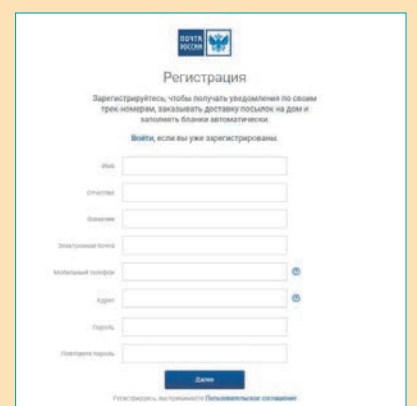 ПОЧТА
РОССИИ
Регистрация
Зарегистрируйтесь, чтобы получать уведомления по своим
трек-номерам, заказывать доставку посылок на дом и
заполнять бланки автоматически.
Войти, если вы уже зарегистрированы.
Имя
Отчество
Фамилия
Электронная почта
Мобильный телефон
Адрес
Пароль
Повторите пароль
Далее
Регистрируясь, вы принимаете Пользовательское соглашение